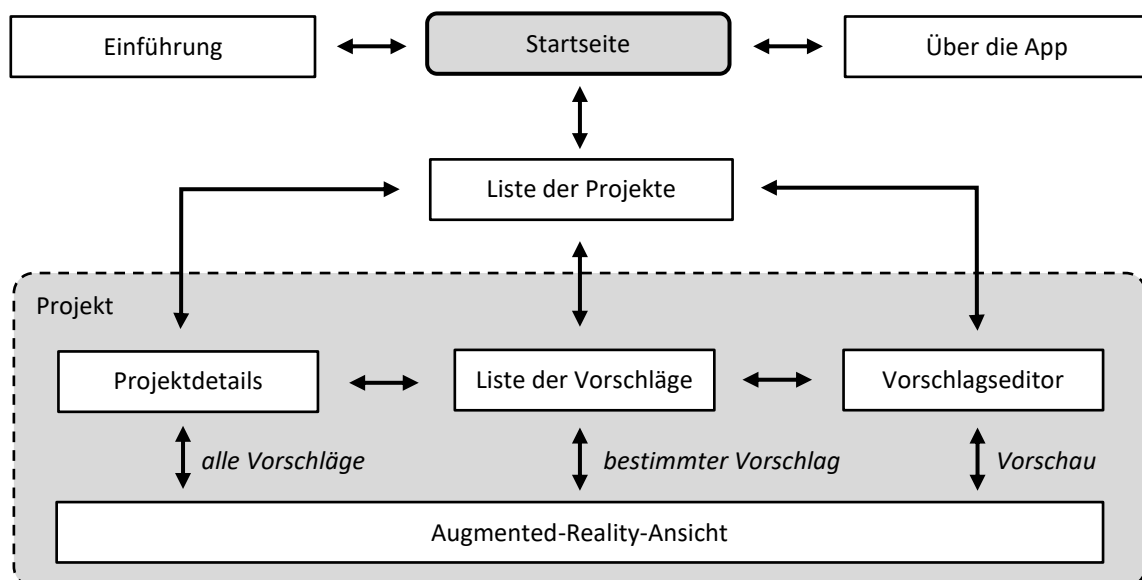 Einführung
Startseite
Über die App
Liste der Projekte
Projekt
Projektdetails
Liste der Vorschläge
Vorschlagseditor
alle Vorschläge
bestimmter Vorschlag
Vorschau
Augmented-Reality-Ansicht